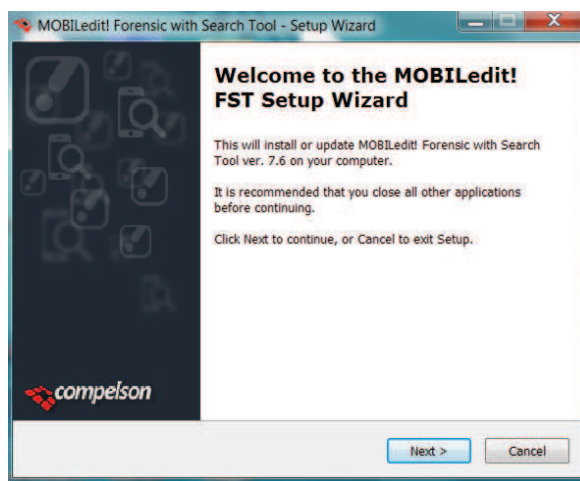 MOBILedit! Forensic with Search Tool - Setup Wizard
Welcome to the MOBILedit!
FST Setup Wizard
This will install or update MOBILedit! Forensic with Search
Tool ver. 7.6 on your computer.
It is recommended that you close all other applications
before continuing.
Click Next to continue, or Cancel to exit Setup.
compelson
Next >
Cancel